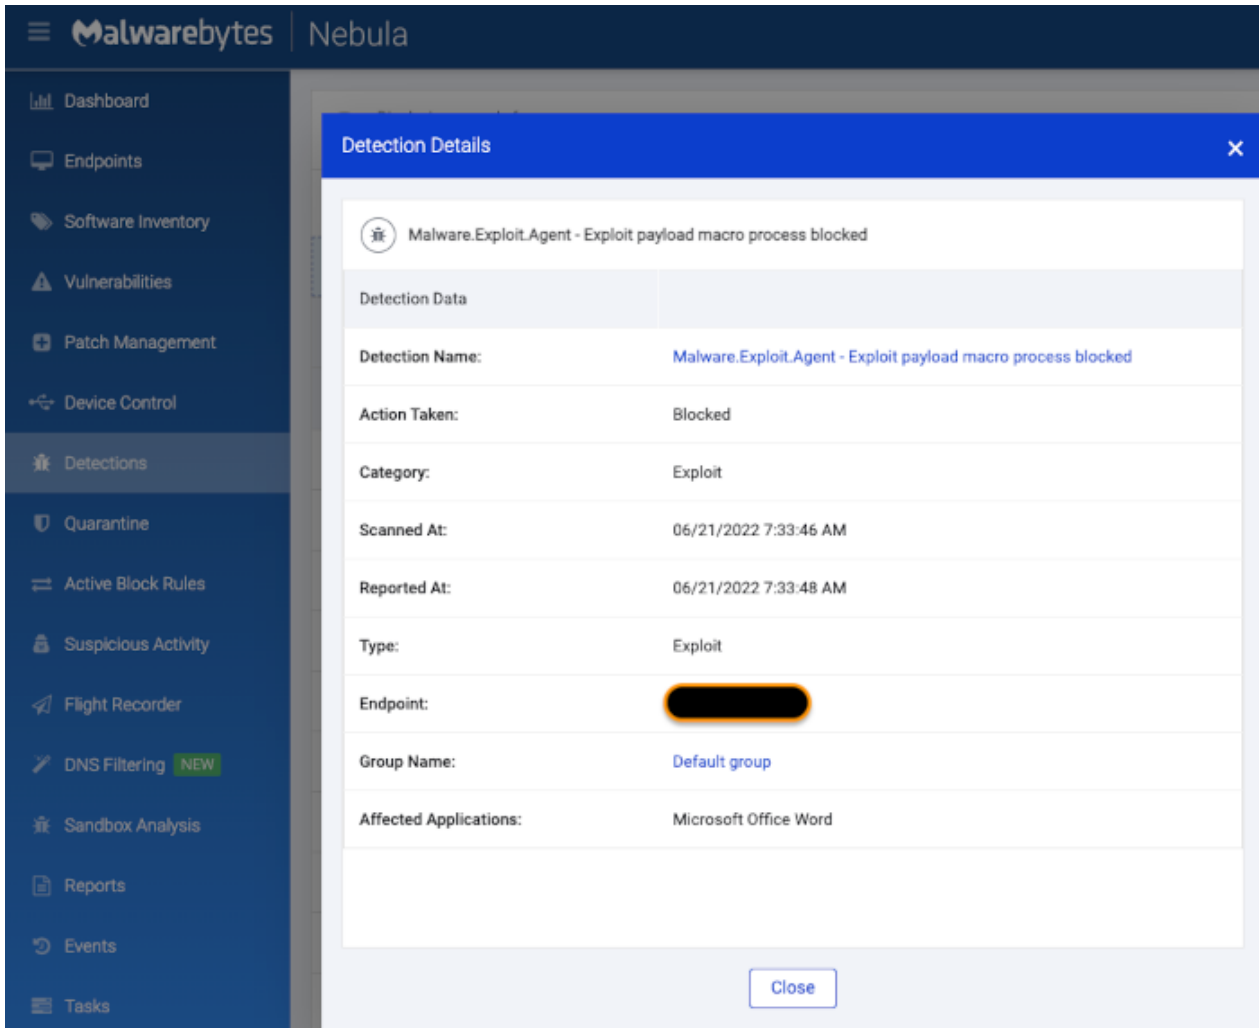 Malwarebytes | Nebula
Dashboard
Endpoints
Software Inventory
Vulnerabilities
Patch Management
Device Control
Detections
Quarantine
Active Block Rules
Suspicious Activity
Flight Recorder
DNS Filtering NEW
Sandbox Analysis
Reports
Events
Tasks
Detection Details
Malware.Exploit.Agent - Exploit payload macro process blocked
Detection Data
Detection Name: Malware.Exploit.Agent - Exploit payload macro process blocked
Action Taken: Blocked
Category: Exploit
Scanned At: 06/21/2022 7:33:46 AM
Reported At: 06/21/2022 7:33:48 AM
Type: Exploit
Endpoint:
Group Name: Default group
Affected Applications: Microsoft Office Word
Close